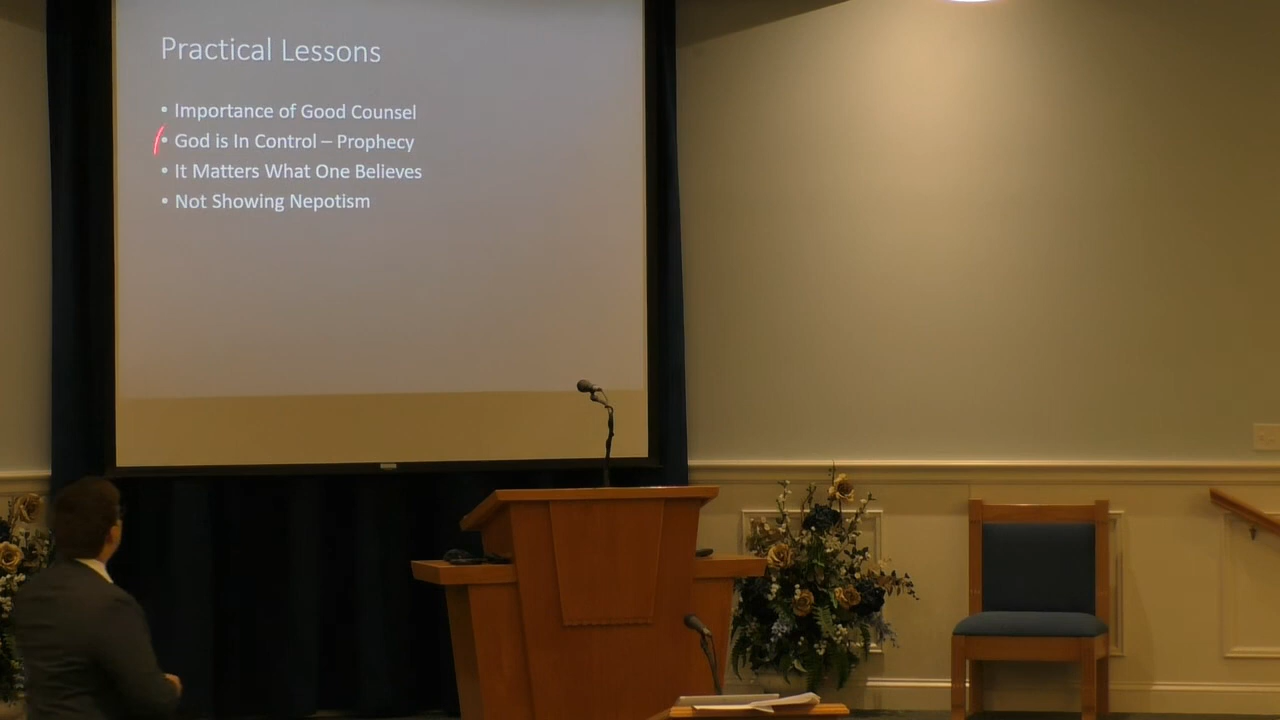 Practical Lessons
• Importance of Good Counsel
• God is In Control – Prophecy
• It Matters What One Believes
• Not Showing Nepotism